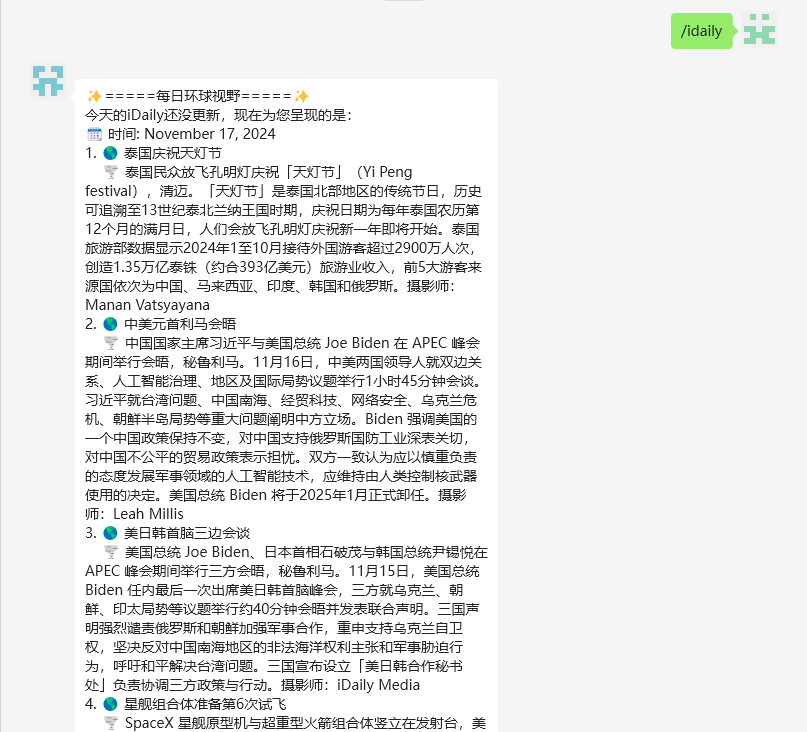 /idaily
✨=====每日环球视野=====✨
今天的iDaily还没更新，现在为您呈现的是：
🗓️ 时间: November 17, 2024
1. 🌎 泰国庆祝天灯节
🌪️ 泰国民众放飞孔明灯庆祝「天灯节」（Yi Peng
festival），清迈。「天灯节」是泰国北部地区的传统节日，历史
可追溯至13世纪泰北兰纳王国时期，庆祝日期为每年泰国农历第
12个月的满月日，人们会放飞孔明灯庆祝新一年即将开始。泰国
旅游部数据显示2024年1至10月接待外国游客超过2900万人次，
创造1.35万亿泰铢（约合393亿美元）旅游业收入，前5大游客来
源国依次为中国、马来西亚、印度、韩国和俄罗斯。摄影师：
Manan Vatsyayana
2. 🌎 中美元首利马会晤
🌪️ 中国国家主席习近平与美国总统 Joe Biden 在 APEC 峰会
期间举行会晤，秘鲁利马。11月16日，中美两国领导人就双边关
系、人工智能治理、地区及国际局势议题举行1小时45分钟会谈。
习近平就台湾问题、中国南海、经贸科技、网络安全、乌克兰危
机、朝鲜半岛局势等重大问题阐明中方立场。Biden 强调美国的
一个中国政策保持不变，对中国支持俄罗斯国防工业深表关切，
对中国不公平的贸易政策表示担忧。双方一致认为应以慎重负责
的态度发展军事领域的人工智能技术，应维持由人类控制核武器
使用的决定。美国总统 Biden 将于2025年1月正式卸任。摄影
师：Leah Millis
3. 🌎 美日韩首脑三边会谈
🌪️ 美国总统 Joe Biden、日本首相石破茂与韩国总统尹锡悦在
APEC 峰会期间举行三方会晤，秘鲁利马。11月15日，美国总统
Biden 任内最后一次出席美日韩首脑峰会，三方就乌克兰、朝
鲜、印太局势等议题举行约40分钟会晤并发表联合声明。三国声
明强烈谴责俄罗斯和朝鲜加强军事合作，重申支持乌克兰自卫
权，坚决反对中国南海地区的非法海洋权利主张和军事胁迫行
为，呼吁和平解决台湾问题。三国宣布设立「美日韩合作秘书
处」负责协调三方政策与行动。摄影师：iDaily Media
4. 🌎 星舰组合体准备第6次试飞
🌪️ SpaceX 星舰原型机与超重型火箭组合体竖立在发射台，美